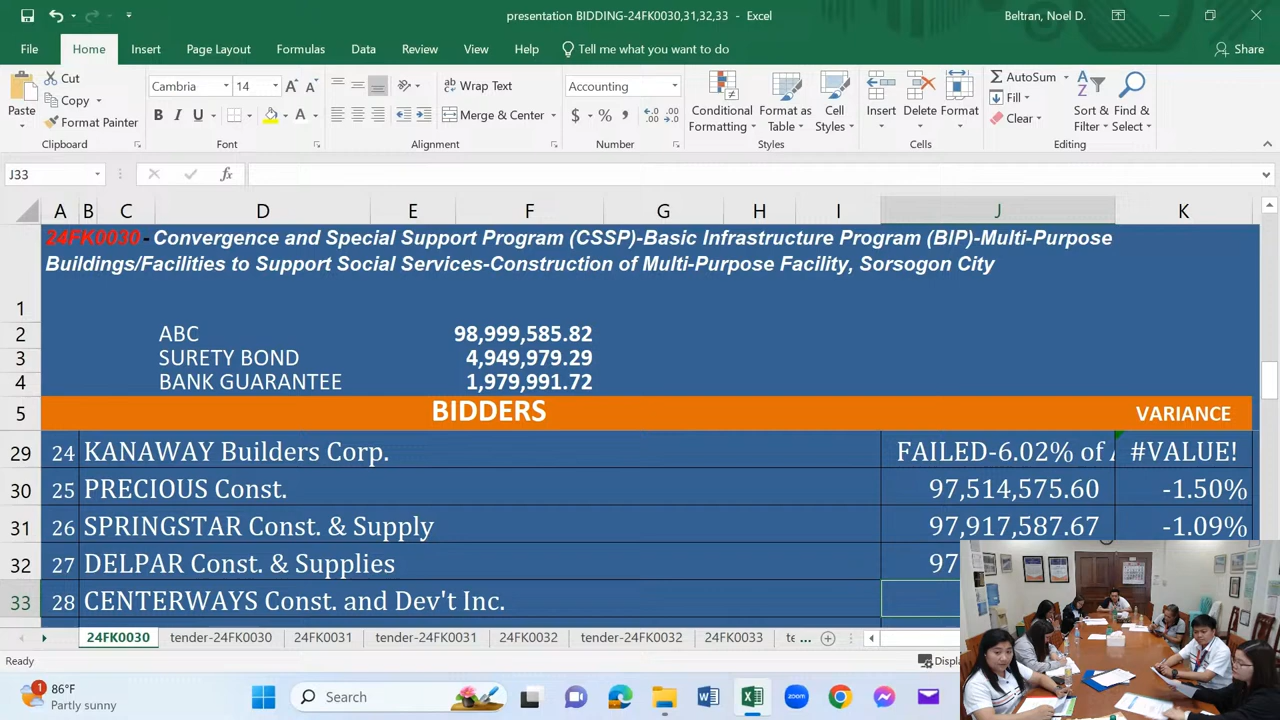 presentation BIDDING-24FK0030,31,32,33 - Excel
Beltran, Noel D.
File Home Insert Page Layout Formulas Data Review View Help Tell me what you want to do Share
Paste
Cut
Copy
Format Painter
Clipboard
Cambria 14
B I U
Font
Wrap Text
Merge & Center
Alignment
Accounting
$ % ,
Number
Conditional Formatting
Format as Table
Cell Styles
Styles
Insert
Delete
Format
Cells
AutoSum
Fill
Clear
Sort & Filter
Find & Select
Editing
J33
fx
A B C D E F G H I J K
24FK0030 - Convergence and Special Support Program (CSSP)-Basic Infrastructure Program (BIP)-Multi-Purpose
Buildings/Facilities to Support Social Services-Construction of Multi-Purpose Facility, Sorsogon City
1
2 ABC 98,999,585.82
3 SURETY BOND 4,949,979.29
4 BANK GUARANTEE 1,979,991.72
5 BIDDERS VARIANCE
29 24 KANAWAY Builders Corp. FAILED-6.02% of #VALUE!
30 25 PRECIOUS Const. 97,514,575.60 -1.50%
31 26 SPRINGSTAR Const. & Supply 97,917,587.67 -1.09%
32 27 DELPAR Const. & Supplies 97
33 28 CENTERWAYS Const. and Dev't Inc.
24FK0030 tender-24FK0030 24FK0031 tender-24FK0031 24FK0032 tender-24FK0032 24FK0033 te ...
Ready
Displ
1
86°F
Partly sunny
Search
zoom